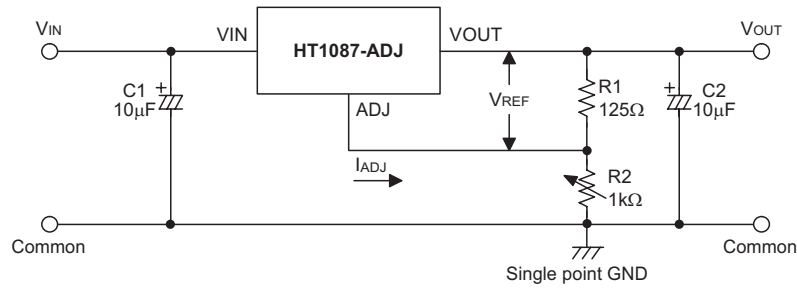 VIN
VIN
HT1087-ADJ
VOUT
VOUT
C1
10μF
+
ADJ
VREF
R1
125Ω
+
C2
10μF
IADJ
R2
1kΩ
Common
Single point GND
Common